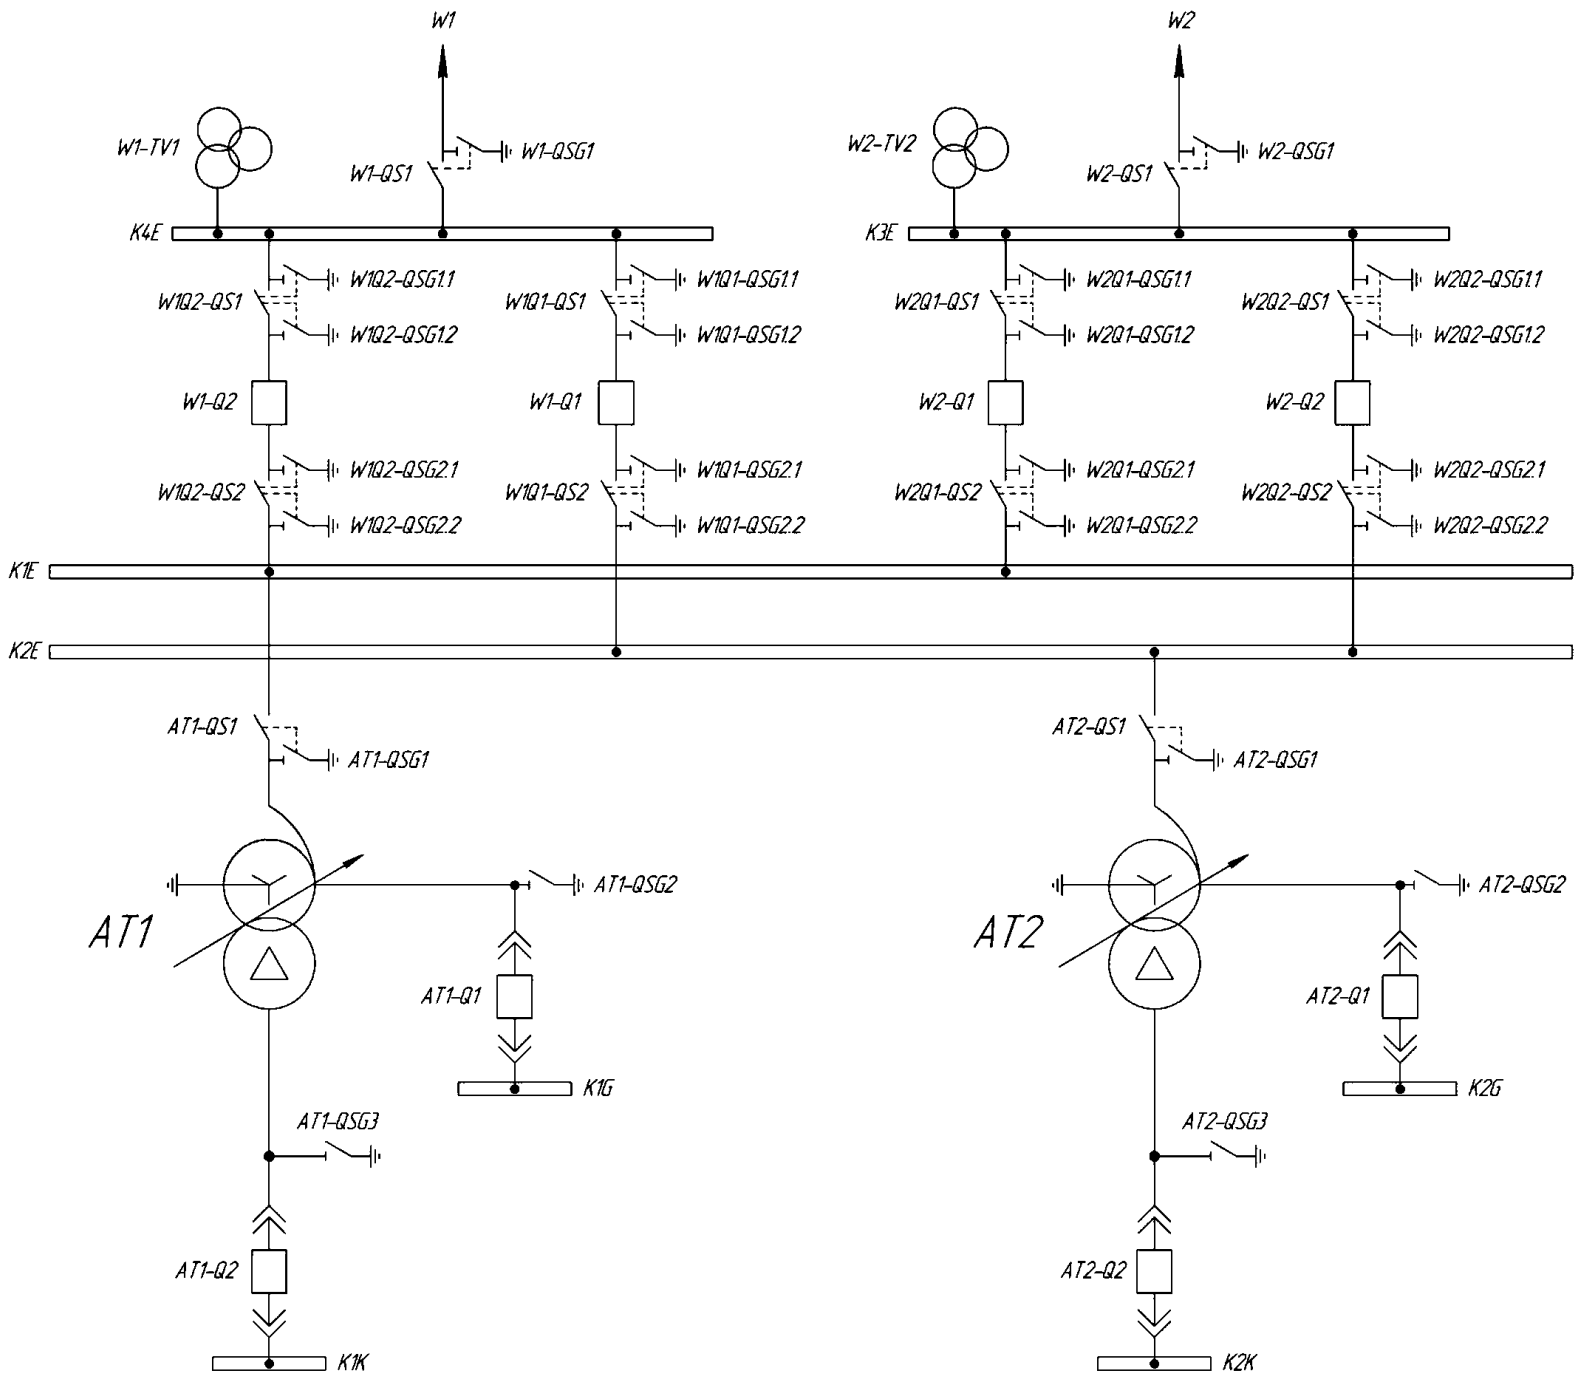 W1 W2
W1-TV1 W1-QSG1 W2-TV2 W2-QSG1
W1-QS1 W2-QS1
K4E K3E
W1Q2-QSG1.1 W1Q1-QSG1.1 W2Q1-QSG1.1 W2Q2-QSG1.1
W1Q2-QS1 W1Q1-QS1 W2Q1-QS1 W2Q2-QS1
W1Q2-QSG1.2 W1Q1-QSG1.2 W2Q1-QSG1.2 W2Q2-QSG1.2
W1-Q2 W1-Q1 W2-Q1 W2-Q2
W1Q2-QSG2.1 W1Q1-QSG2.1 W2Q1-QSG2.1 W2Q2-QSG2.1
W1Q2-QS2 W1Q1-QS2 W2Q1-QS2 W2Q2-QS2
W1Q2-QSG2.2 W1Q1-QSG2.2 W2Q1-QSG2.2 W2Q2-QSG2.2
K1E
K2E
AT1-QS1 AT2-QS1
AT1-QSG1 AT2-QSG1
AT1-QSG2 AT2-QSG2
AT1 AT2
AT1-Q1 AT2-Q1
K1G K2G
AT1-QSG3 AT2-QSG3
AT1-Q2 AT2-Q2
K1K K2K